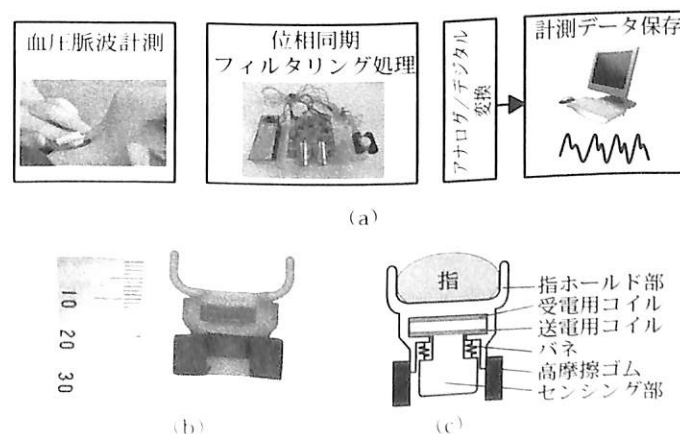 血圧脈波計測
位相同期
フィルタリング処理
アナログ/デジタル
変換
計測データ保存
(a)
10
20
30
(b)
指
指ホールド部
受電用コイル
送電用コイル
バネ
高摩擦ゴム
センシング部
(c)